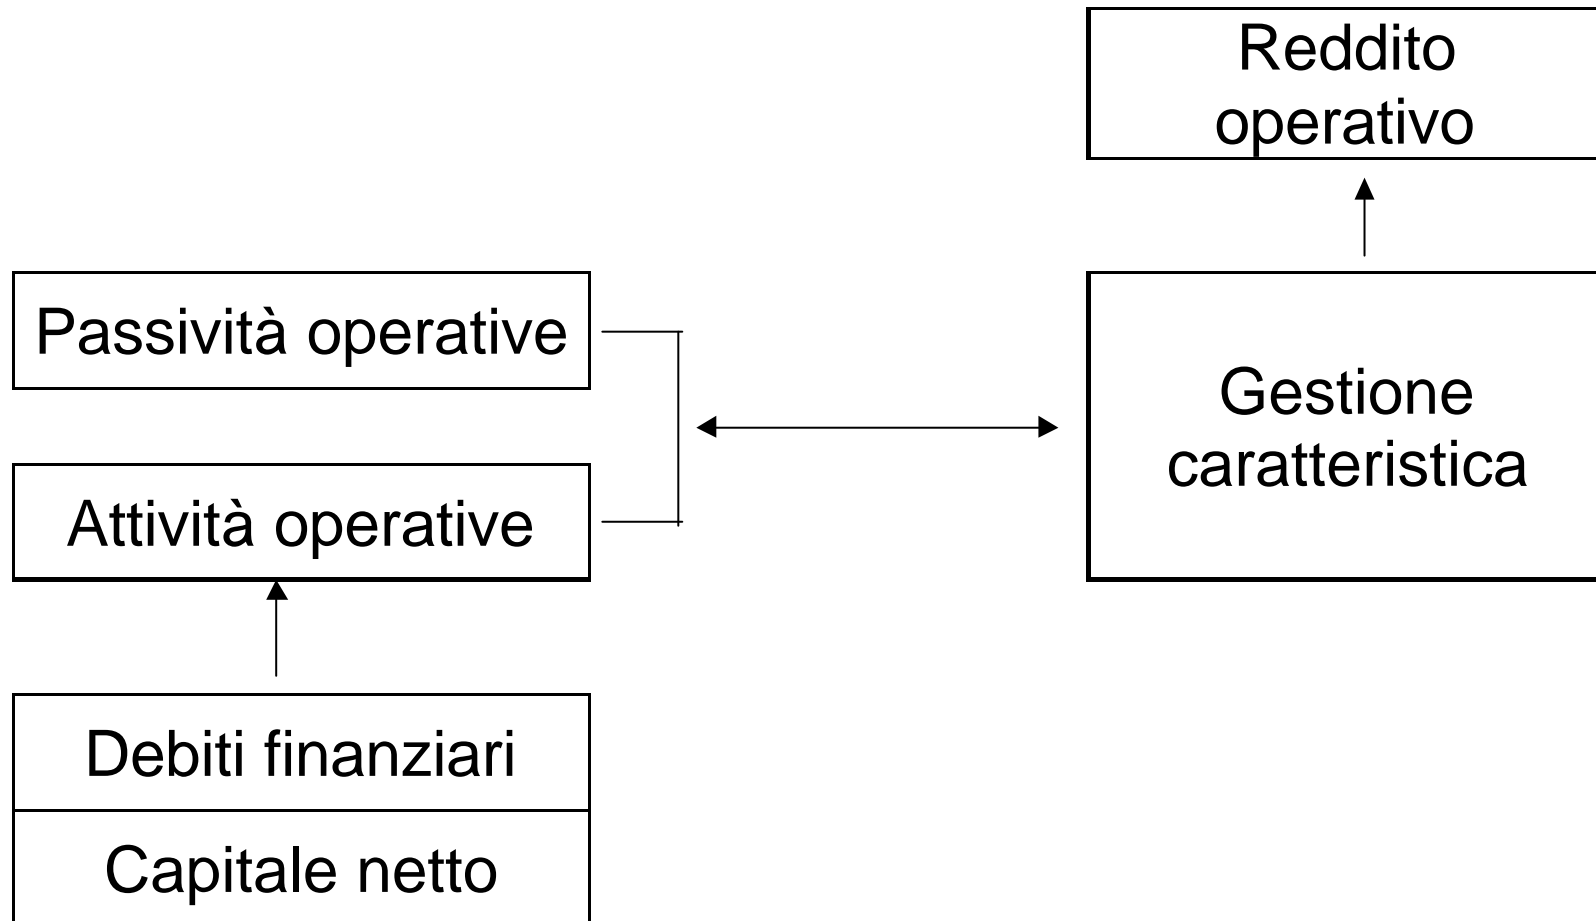 Reddito
operativo
Passività operative
Gestione
caratteristica
Attività operative
Debiti finanziari
Capitale netto